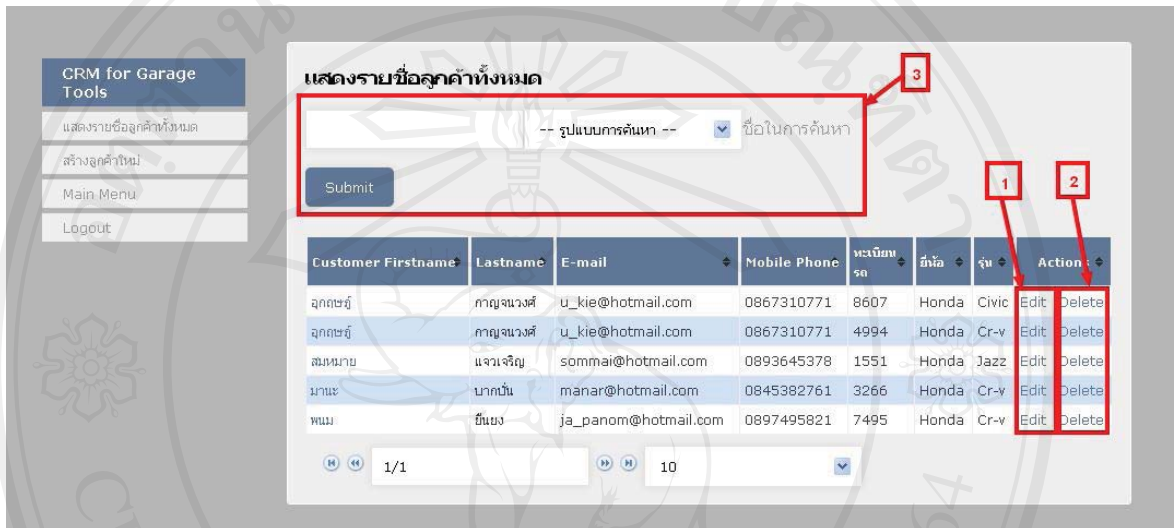 CRM for Garage
Tools
แสดงรายชื่อลูกค้าทั้งหมด
สร้างลูกค้าใหม่
Main Menu
Logout
แสดงรายชื่อลูกค้าทั้งหมด
3
-- รูปแบบการค้นหา -- ชื่อในการค้นหา
Submit
1 2
Customer Firstname Lastname E-mail Mobile Phone ทะเบียนรถ ยี่ห้อ รุ่น Actions
อุกฤษฎ์ กาญจนวงศ์ u_kie@hotmail.com 0867310771 8607 Honda Civic Edit Delete
อุกฤษฎ์ กาญจนวงศ์ u_kie@hotmail.com 0867310771 4994 Honda Cr-v Edit Delete
สมหมาย แจวเจริญ sommai@hotmail.com 0893645378 1551 Honda Jazz Edit Delete
มานะ บากบั่น manar@hotmail.com 0845382761 3266 Honda Cr-v Edit Delete
พนม ยีนยง ja_panom@hotmail.com 0897495821 7495 Honda Cr-v Edit Delete
1/1 10